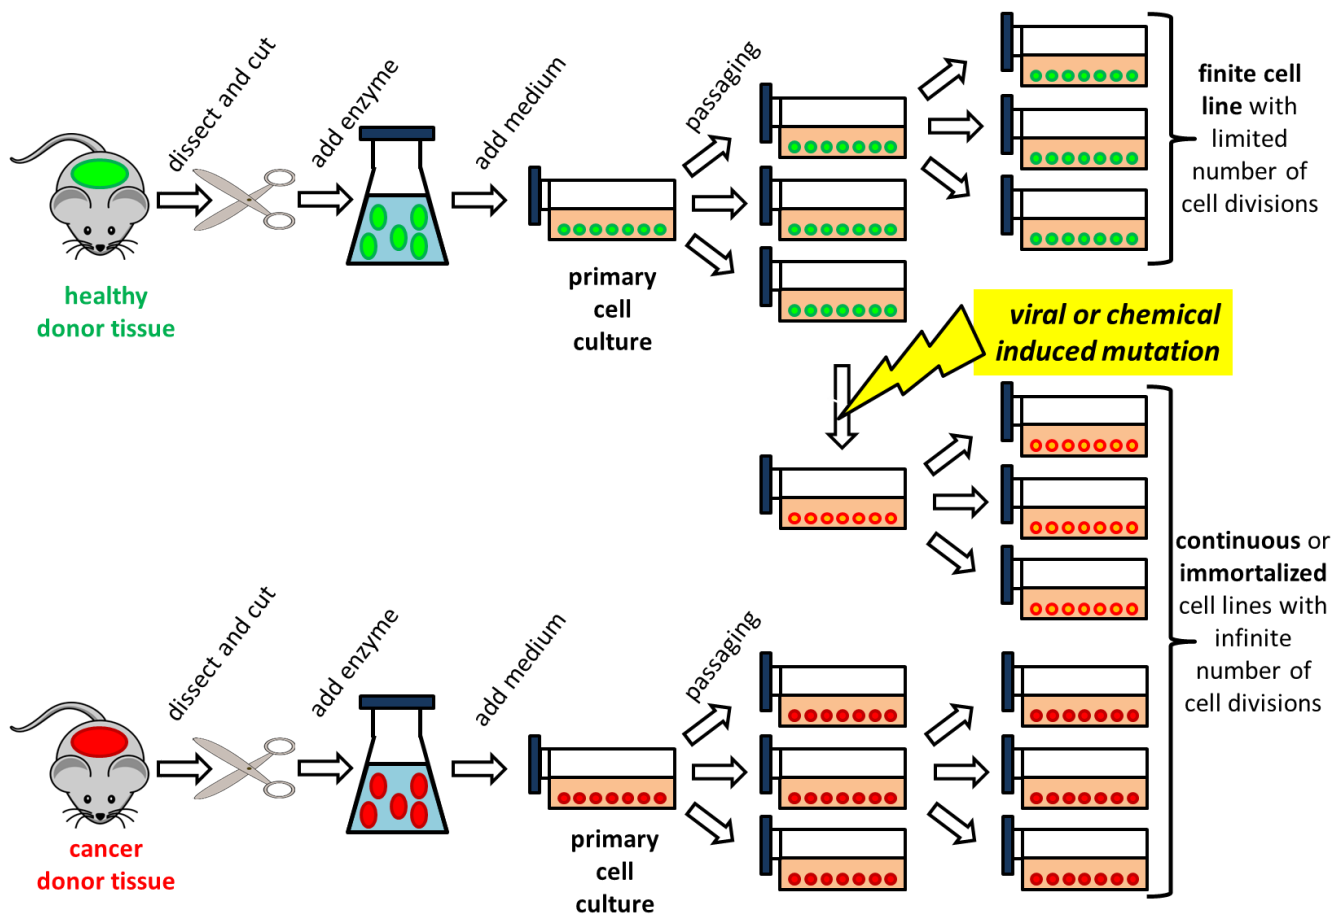 dissect and cut
add enzyme
add medium
passaging
healthy
donor tissue
primary
cell
culture
finite cell
line with
limited
number of
cell divisions
viral or chemical
induced mutation
continuous or
immortalized
cell lines with
infinite
number of
cell divisions
dissect and cut
add enzyme
add medium
passaging
cancer
donor tissue
primary
cell
culture